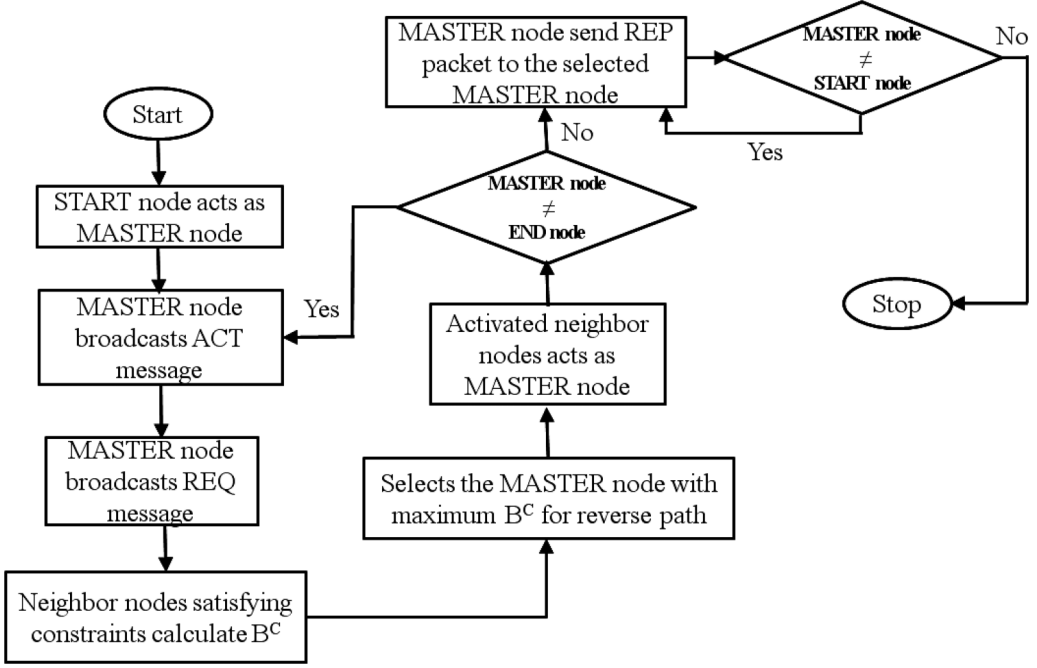 Start
START node acts as
MASTER node
MASTER node
broadcasts ACT
message
MASTER node
broadcasts REQ
message
Neighbor nodes satisfying
constraints calculate Bᶜ
Selects the MASTER node with
maximum Bᶜ for reverse path
Activated neighbor
nodes acts as
MASTER node
MASTER node
≠
END node
Yes
No
MASTER node send REP
packet to the selected
MASTER node
MASTER node
≠
START node
Yes
No
Stop